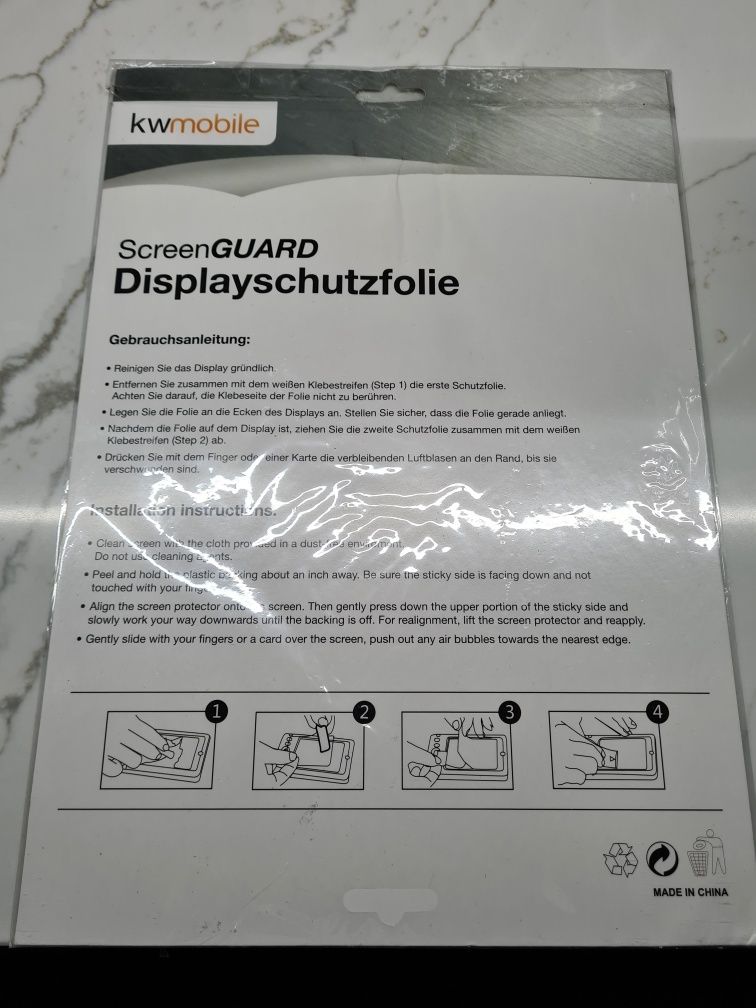 kwmobile
ScreenGUARD
Displayschutzfolie
Gebrauchsanleitung:
• Reinigen Sie das Display gründlich.
• Entfernen Sie zusammen mit dem weißen Klebestreifen (Step 1) die erste Schutzfolie.
Achten Sie darauf, die Klebeseite der Folie nicht zu berühren.
• Legen Sie die Folie an die Ecken des Displays an. Stellen Sie sicher, dass die Folie gerade anliegt.
• Nachdem die Folie auf dem Display ist, ziehen Sie die zweite Schutzfolie zusammen mit dem weißen
Klebestreifen (Step 2) ab.
• Drücken Sie mit dem Finger oder einer Karte die verbleibenden Luftblasen an den Rand, bis sie
verschwunden sind.
Installation instructions:
• Clean screen with the cloth provided in a dust-free
Do not use cleaning agents.
• Peel and hold the plastic backing about an inch away. Be sure the sticky side is facing down and not
touched with your
• Align the screen protector onto screen. Then gently press down the upper portion of the sticky side and
slowly work your way downwards until the backing is off. For realignment, lift the screen protector and reapply.
• Gently slide with your fingers or a card over the screen, push out any air bubbles towards the nearest edge.
1 2 3 4
MADE IN CHINA